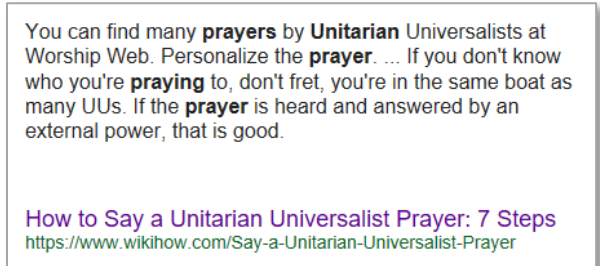 You can find many prayers by Unitarian Universalists at
Worship Web. Personalize the prayer. ... If you don't know
who you're praying to, don't fret, you're in the same boat as
many UUs. If the prayer is heard and answered by an
external power, that is good.
How to Say a Unitarian Universalist Prayer: 7 Steps
https://www.wikihow.com/Say-a-Unitarian-Universalist-Prayer